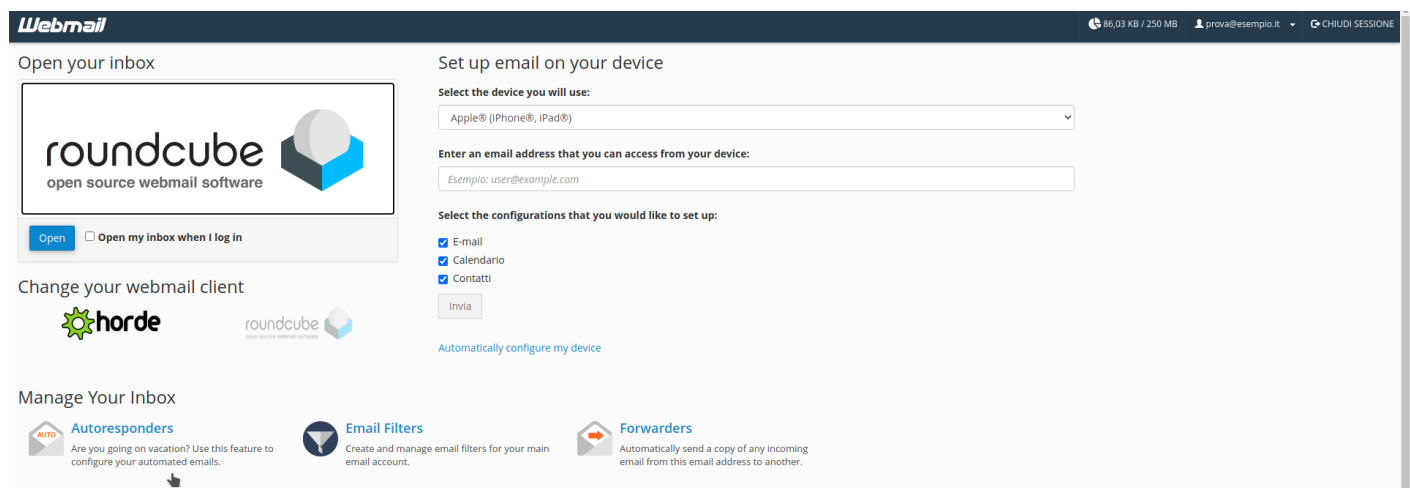 Webmail
86,03 KB / 250 MB
prova@esempio.it
CHIUDI SESSIONE
Open your inbox
roundcube
open source webmail software
Open
Open my inbox when I log in
Change your webmail client
horde
roundcube
open source webmail software
Set up email on your device
Select the device you will use:
Apple® (iPhone®, iPad®)
Enter an email address that you can access from your device:
Esempio: user@example.com
Select the configurations that you would like to set up:
E-mail
Calendario
Contatti
Invia
Automatically configure my device
Manage Your Inbox
AUTO
Autoresponders
Are you going on vacation? Use this feature to
configure your automated emails.
Email Filters
Create and manage email filters for your main
email account.
Forwarders
Automatically send a copy of any incoming
email from this email address to another.